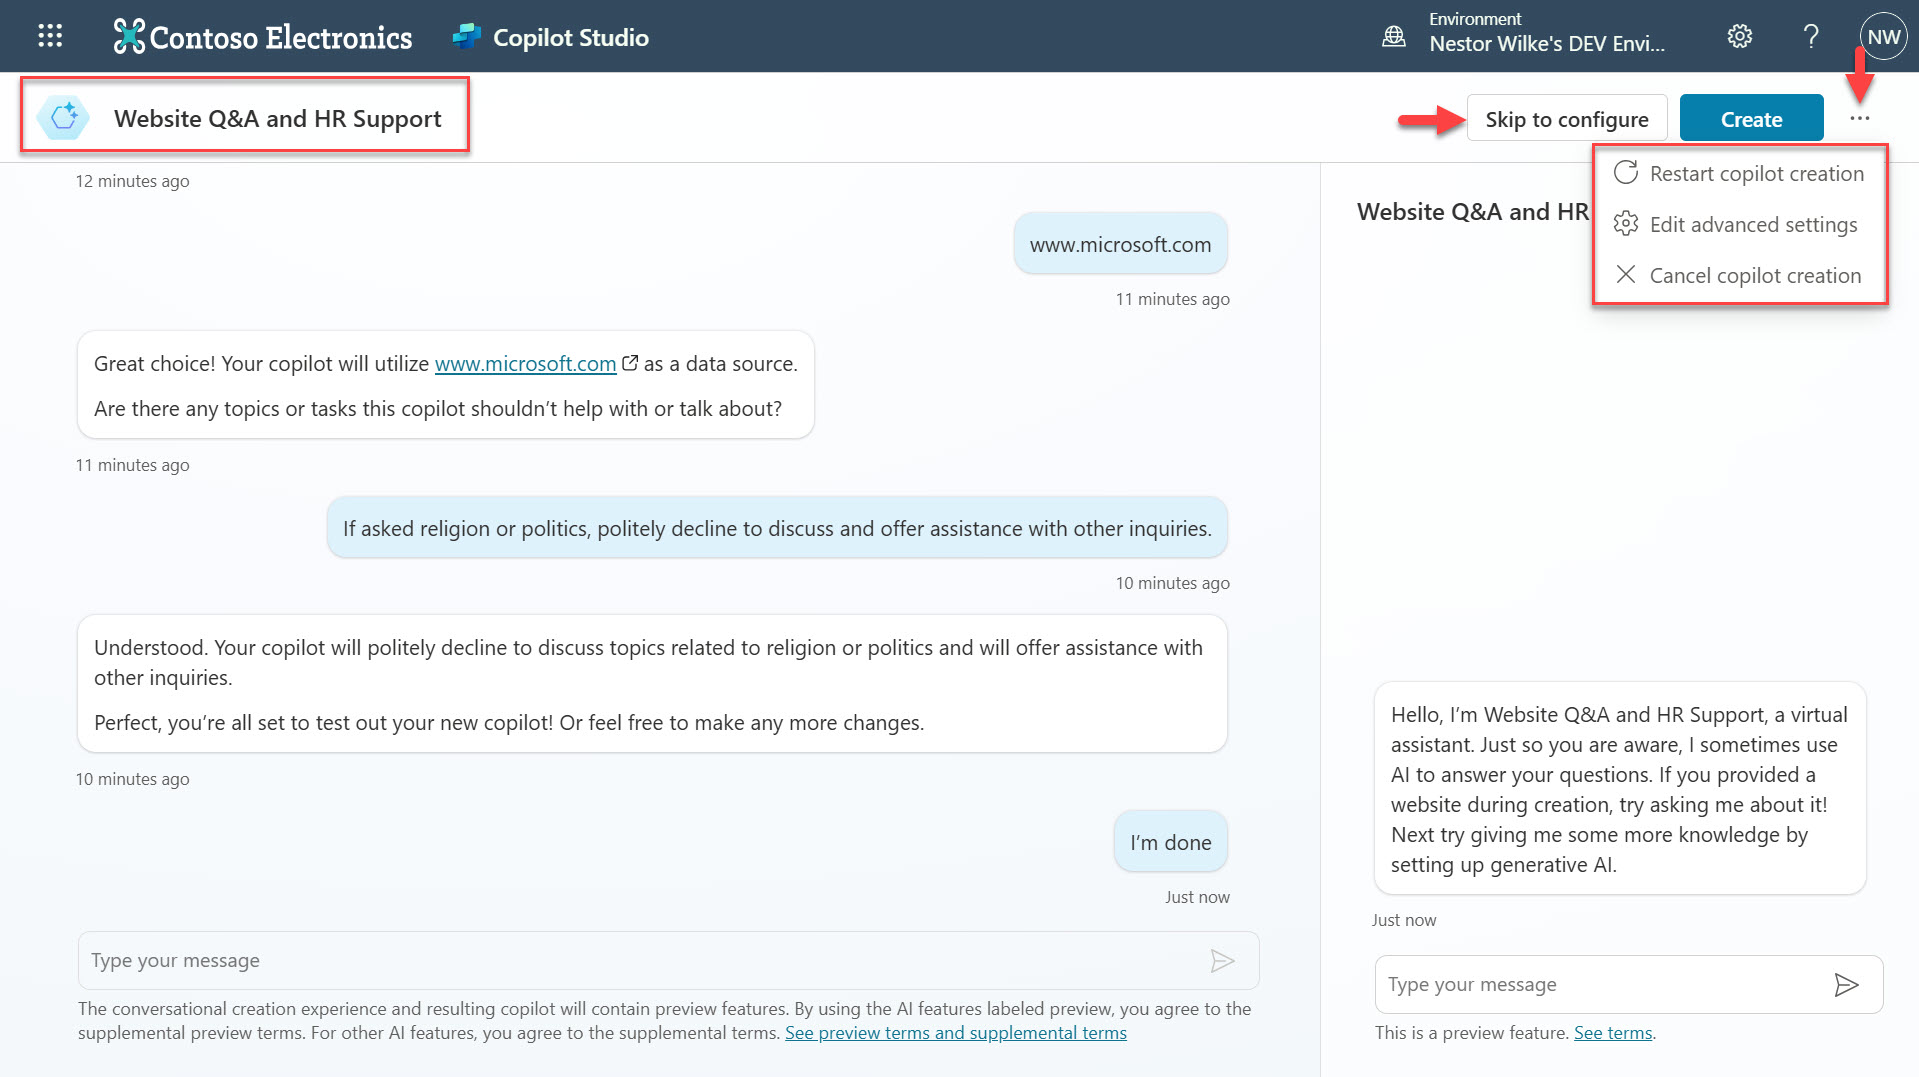 Contoso Electronics
Copilot Studio
Environment
Nestor Wilke's DEV Envi...
NW
Website Q&A and HR Support
Skip to configure
Create
...
Restart copilot creation
Edit advanced settings
Cancel copilot creation
12 minutes ago
www.microsoft.com
11 minutes ago
Great choice! Your copilot will utilize www.microsoft.com as a data source.
Are there any topics or tasks this copilot shouldn’t help with or talk about?
11 minutes ago
If asked religion or politics, politely decline to discuss and offer assistance with other inquiries.
10 minutes ago
Understood. Your copilot will politely decline to discuss topics related to religion or politics and will offer assistance with
other inquiries.
Perfect, you’re all set to test out your new copilot! Or feel free to make any more changes.
10 minutes ago
I’m done
Just now
Type your message
The conversational creation experience and resulting copilot will contain preview features. By using the AI features labeled preview, you agree to the
supplemental preview terms. For other AI features, you agree to the supplemental terms. See preview terms and supplemental terms
Website Q&A and HR
Hello, I’m Website Q&A and HR Support, a virtual
assistant. Just so you are aware, I sometimes use
AI to answer your questions. If you provided a
website during creation, try asking me about it!
Next try giving me some more knowledge by
setting up generative AI.
Just now
Type your message
This is a preview feature. See terms.